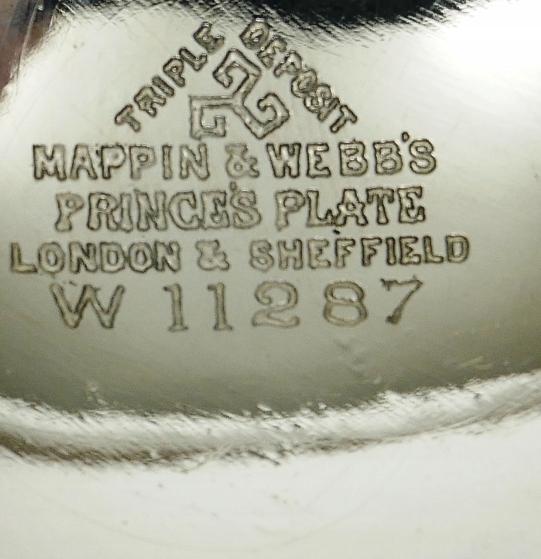 TRIPLE DEPOSIT
MAPPIN & WEBB'S
PRINCE'S PLATE
LONDON & SHEFFIELD
W 11287